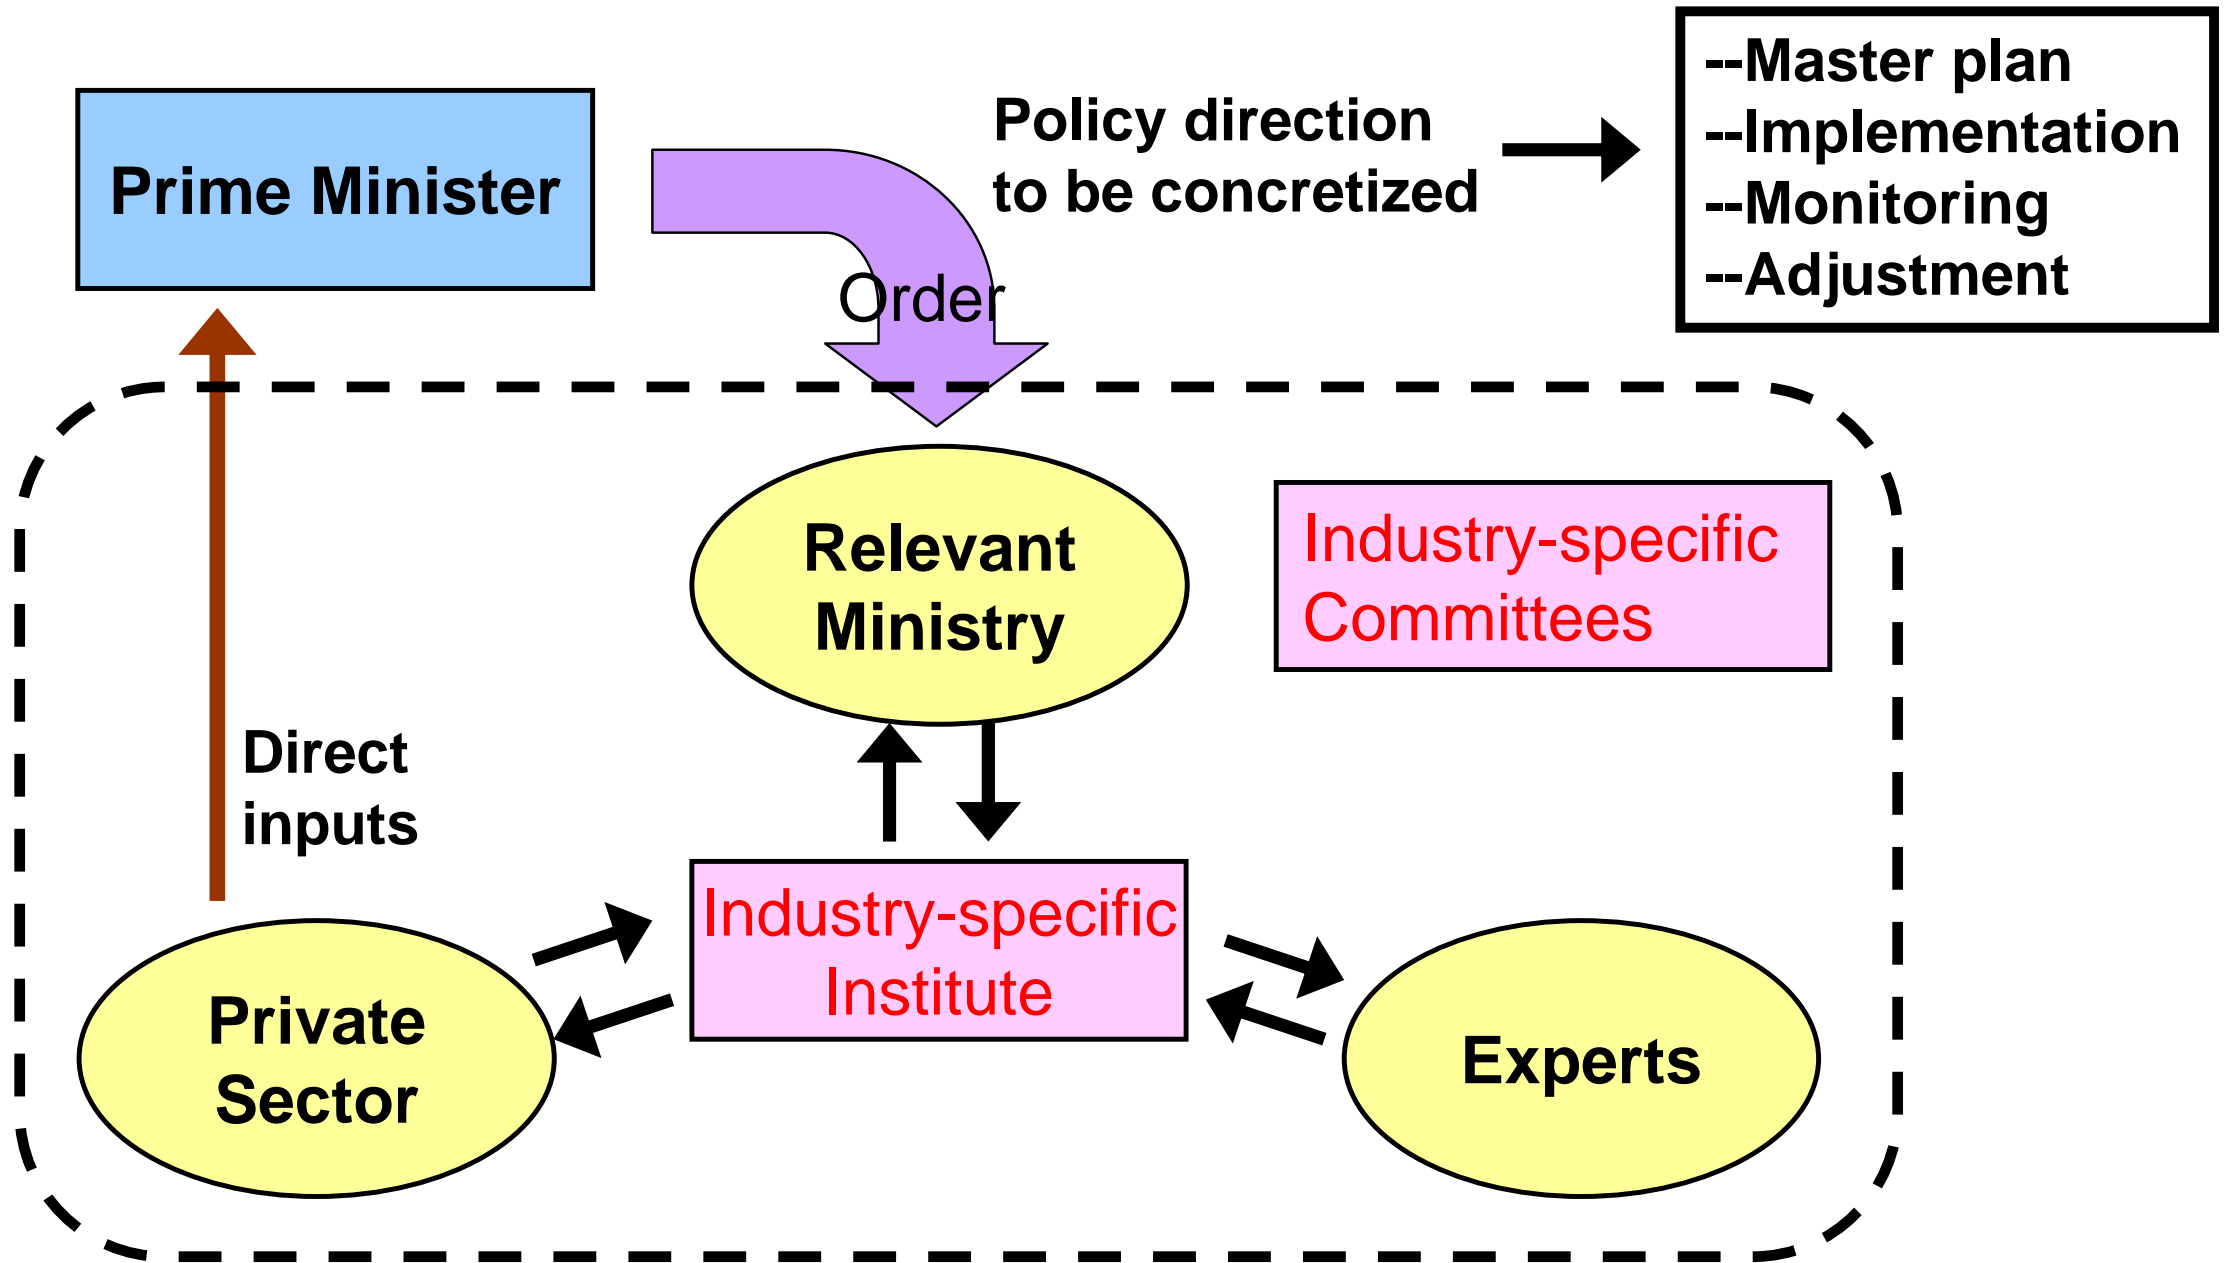 Prime Minister
Order
Policy direction
to be concretized
--Master plan
--Implementation
--Monitoring
--Adjustment
Relevant
Ministry
Industry-specific
Committees
Direct
inputs
Industry-specific
Institute
Private
Sector
Experts